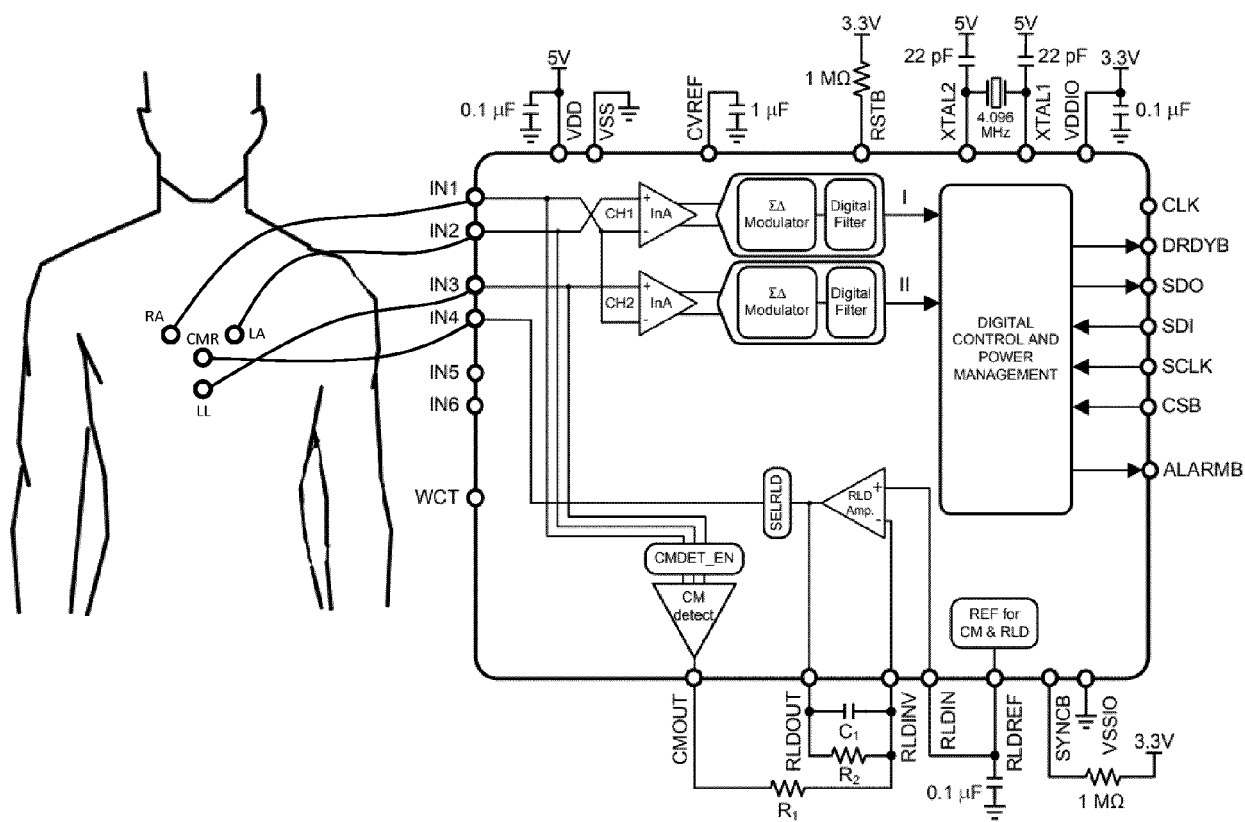 3.3V
5V
5V
5V
22 pF
22 pF
3.3V
0.1 µF
1 µF
1 MΩ
4.096
MHz
0.1 µF
VDD
VSS
CVREF
RSTB
XTAL2
XTAL1
VDDIO
IN1
IN2
IN3
IN4
IN5
IN6
WCT
RA
LA
CMR
LL
CH1
+
-
InA
ΣΔ
Modulator
Digital
Filter
I
CH2
+
-
InA
ΣΔ
Modulator
Digital
Filter
II
DIGITAL
CONTROL AND
POWER
MANAGEMENT
CLK
DRDYB
SDO
SDI
SCLK
CSB
ALARMB
SELRLD
RLD
Amp.
+
-
CMDET_EN
CM
detect
REF for
CM & RLD
CMOUT
RLDOUT
RLDINV
RLDIN
RLDREF
SYNCB
VSSIO
C1
R2
R1
0.1 µF
3.3V
1 MΩ